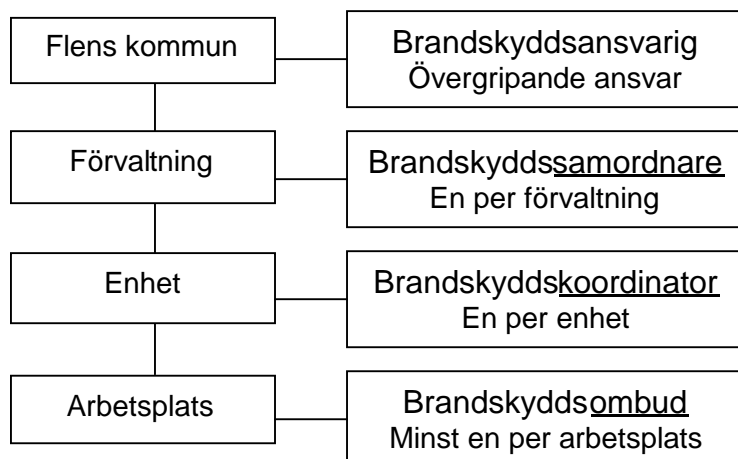 Flens kommun
Brandskyddsansvarig
Övergripande ansvar
Förvaltning
Brandskyddssamordnare
En per förvaltning
Enhet
Brandskyddskoordinator
En per enhet
Arbetsplats
Brandskyddsombud
Minst en per arbetsplats